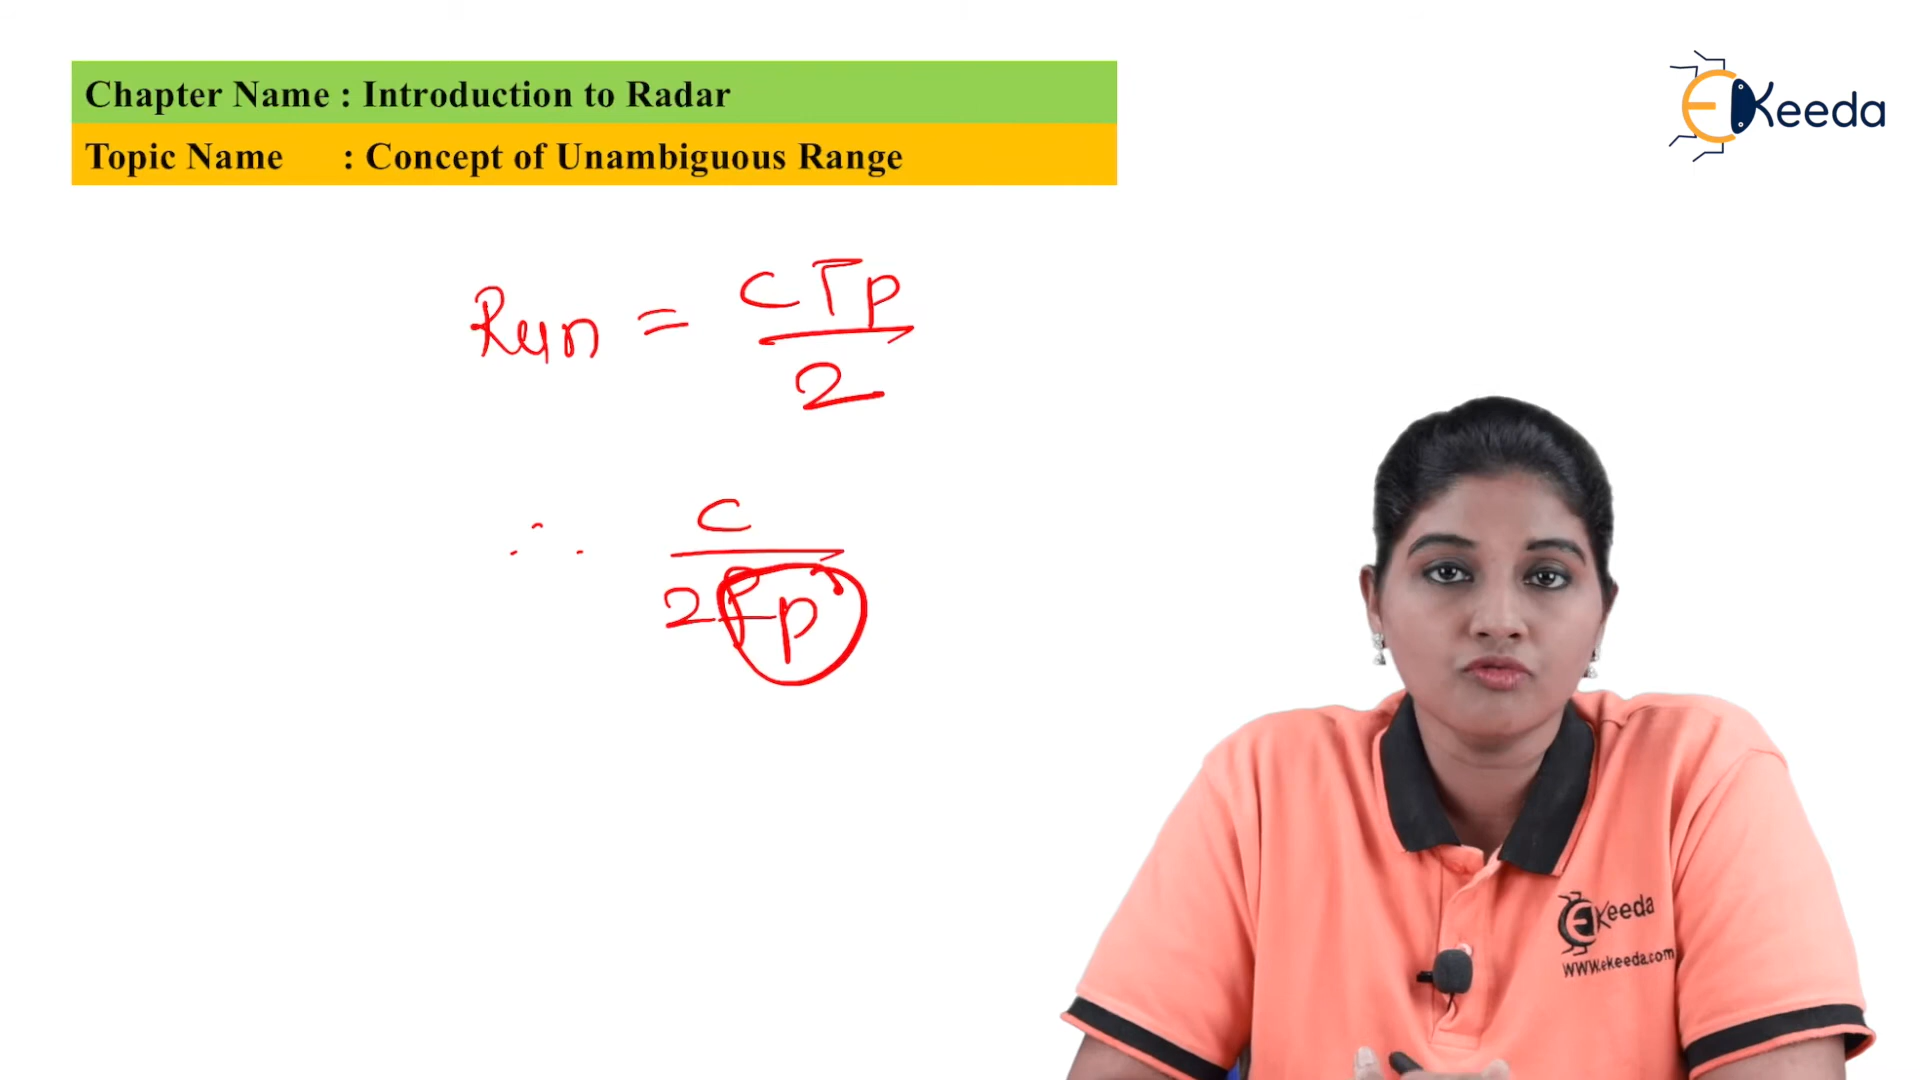 Chapter Name : Introduction to Radar
Topic Name : Concept of Unambiguous Range
EKeeda
Run = CTp
2
∴ C
2fp
EKeeda
www.ekeeda.com